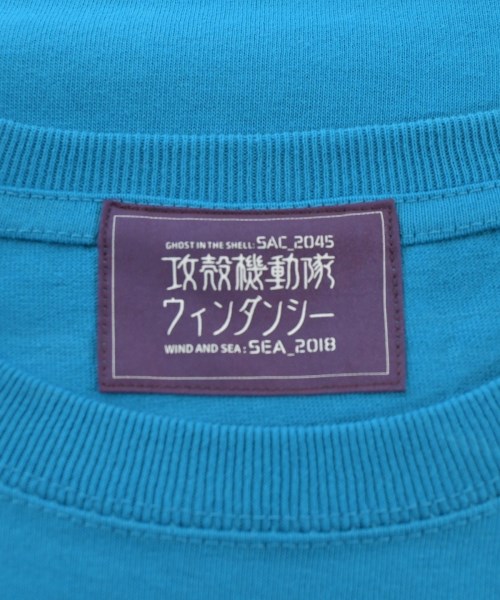 GHOST IN THE SHELL: SAC_2045
攻殻機動隊
ウィンダンシー
WIND AND SEA : SEA_2018